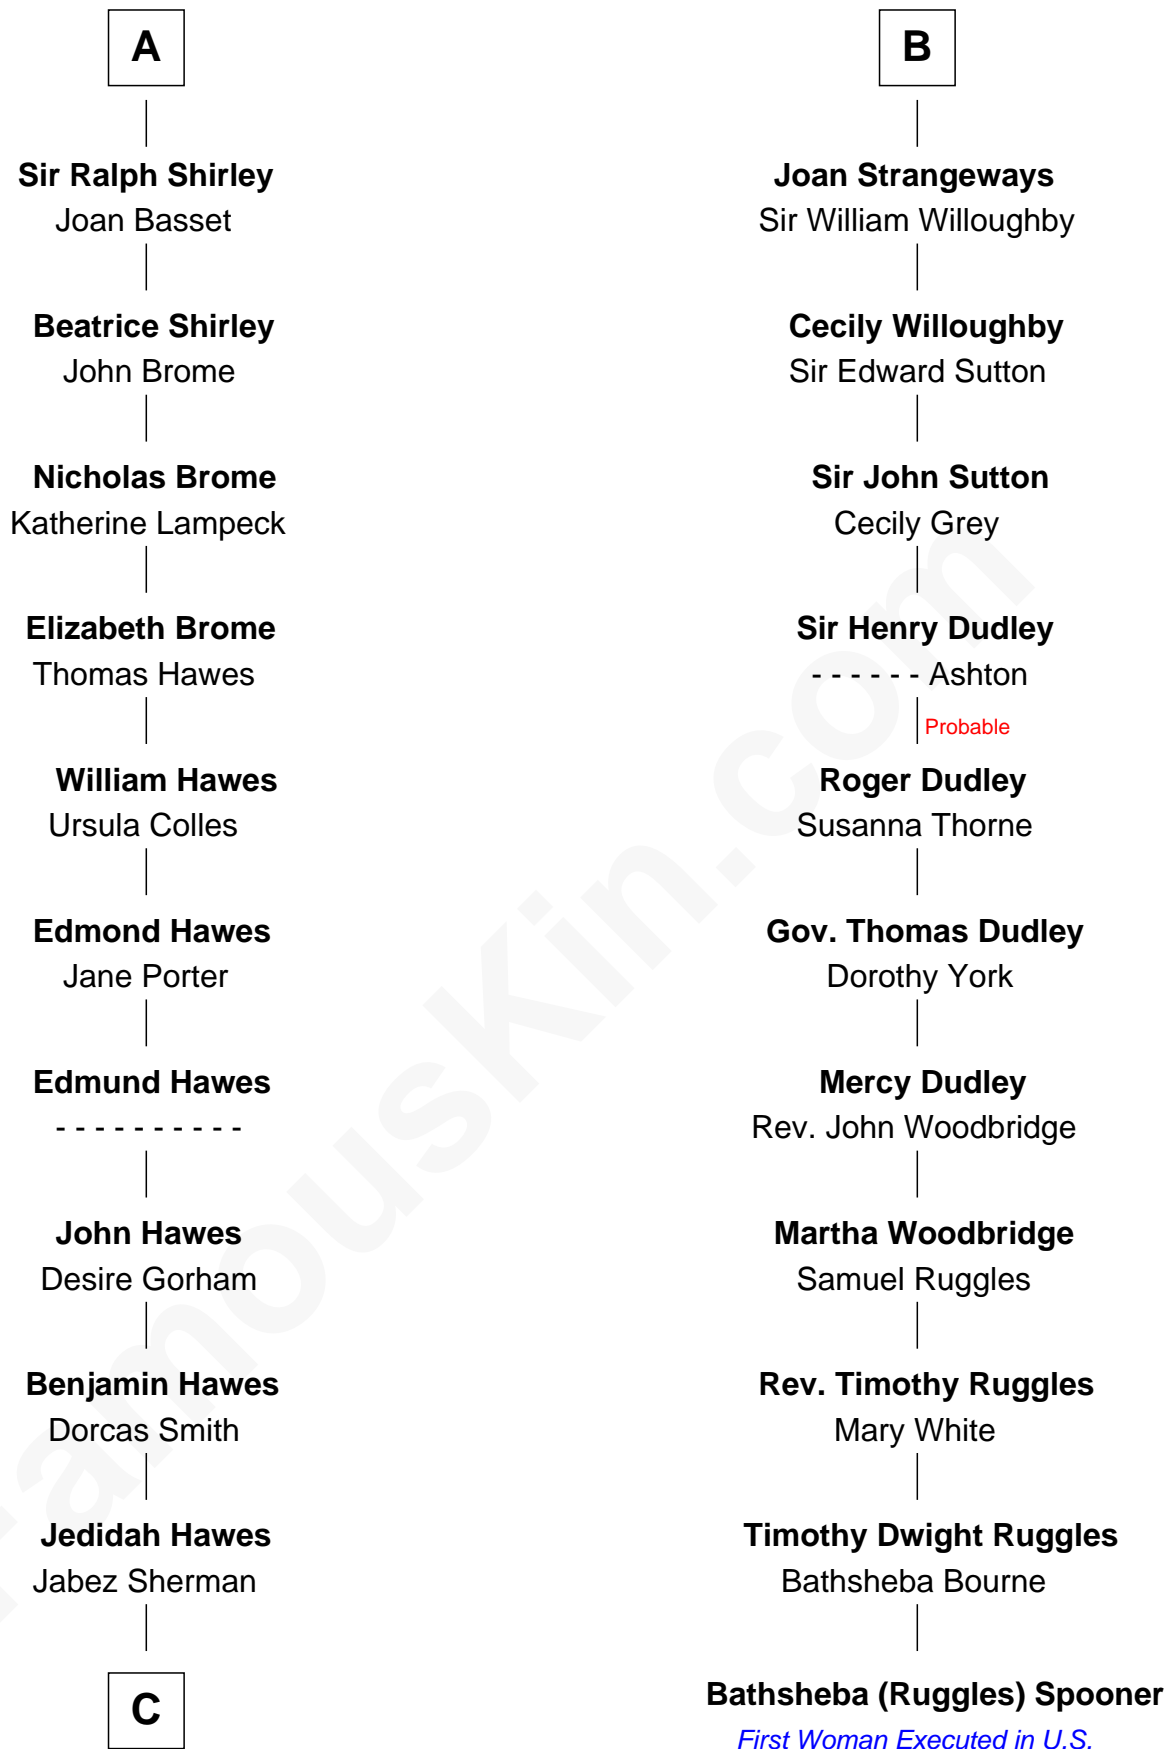 A
Sir Ralph Shirley
Joan Basset
Beatrice Shirley
John Brome
Nicholas Brome
Katherine Lampeck
Elizabeth Brome
Thomas Hawes
William Hawes
Ursula Colles
Edmond Hawes
Jane Porter
Edmund Hawes
- - - - - - - - - -
John Hawes
Desire Gorham
Benjamin Hawes
Dorcas Smith
Jedidah Hawes
Jabez Sherman
C
B
Joan Strangeways
Sir William Willoughby
Cecily Willoughby
Sir Edward Sutton
Sir John Sutton
Cecily Grey
Sir Henry Dudley
- - - - - - Ashton
Probable
Roger Dudley
Susanna Thorne
Gov. Thomas Dudley
Dorothy York
Mercy Dudley
Rev. John Woodbridge
Martha Woodbridge
Samuel Ruggles
Rev. Timothy Ruggles
Mary White
Timothy Dwight Ruggles
Bathsheba Bourne
Bathsheba (Ruggles) Spooner
First Woman Executed in U.S.
FamousKin.com